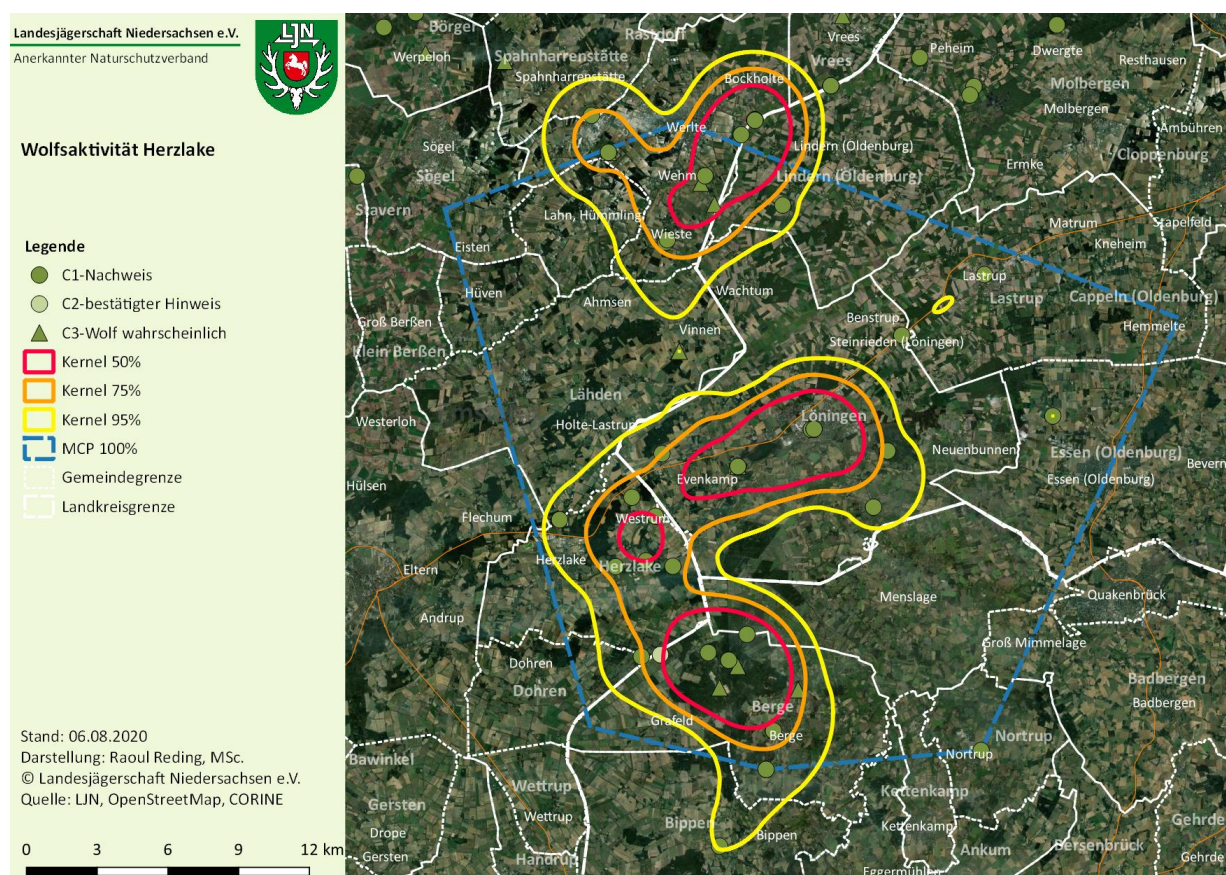 Landesjägerschaft Niedersachsen e.V.
Anerkannter Naturschutzverband
LJN
Wolfsaktivität Herzlake
Legende
C1-Nachweis
C2-bestätigter Hinweis
C3-Wolf wahrscheinlich
Kernel 50%
Kernel 75%
Kernel 95%
MCP 100%
Gemeindegrenze
Landkreisgrenze
Stand: 06.08.2020
Darstellung: Raoul Reding, MSc.
© Landesjägerschaft Niedersachsen e.V.
Quelle: LJN, OpenStreetMap, CORINE
0 3 6 9 12 km
Börger
Rastdorf
Vrees
Vrees
Peheim
Dwergte
Resthausen
Werpeloh
Spahnharrenstätte
Spahnharrenstätte
Bockholte
Molbergen
Molbergen
Werlte
Ambühren
Sögel
Sögel
Lindern (Oldenburg)
Lindern (Oldenburg)
Ermke
Cloppenburg
Wehm
Stavern
Lahn, Hümmling
Matrum
Stapelfeld
Wieste
Kneheim
Eisten
Hüven
Ahmsen
Wachtum
Lastrup
Lastrup
Cappeln (Oldenburg)
Groß Berßen
Vinnen
Benstrup
Hemmelte
Steinrieden (Löningen)
Klein Berßen
Lähden
Westerloh
Holte-Lastrup
Löningen
Neuenbunnen
Essen (Oldenburg)
Essen (Oldenburg)
Bevern
Hülsen
Evenkamp
Flechum
Westrum
Herzlake
Herzlake
Eltern
Menslage
Quakenbrück
Andrup
Groß Mimmelage
Dohren
Dohren
Badbergen
Badbergen
Berge
Berge
Grafeld
Nortrup
Nortrup
Bawinkel
Wettrup
Wettrup
Kettenkamp
Kettenkamp
Gersten
Gersten
Drope
Bippen
Bippen
Gehrde
Gehrde
Handrup
Ankum
Bersenbrück
Eggermühlen